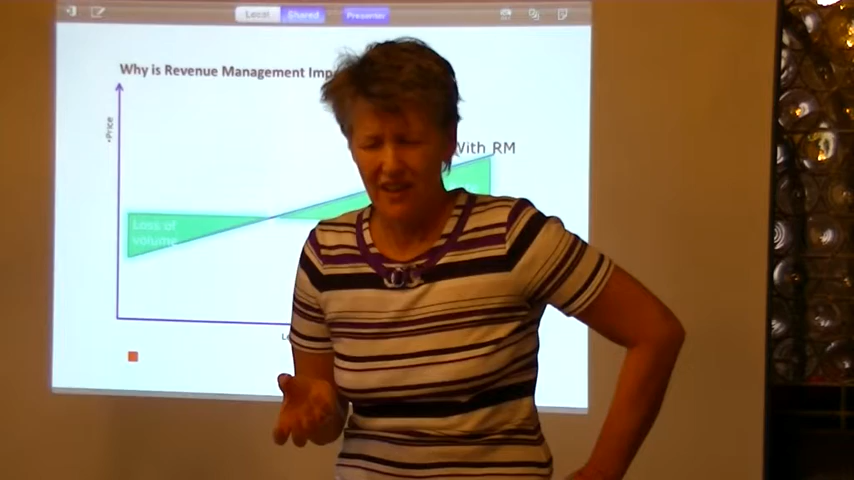 Local Shared Presenter
Why is Revenue Management Imp
•Price
With RM
Loss of
volume